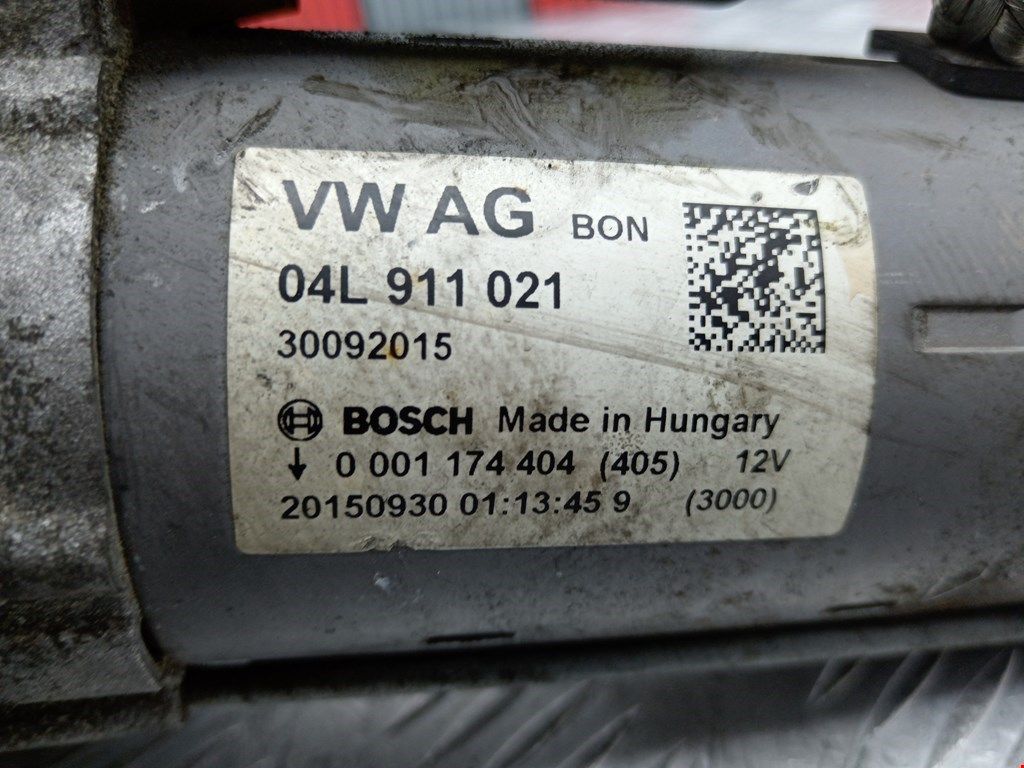 VW AG BON
04L 911 021
30092015
BOSCH Made in Hungary
↓ 0 001 174 404 (405) 12V
20150930 01:13:45 9 (3000)